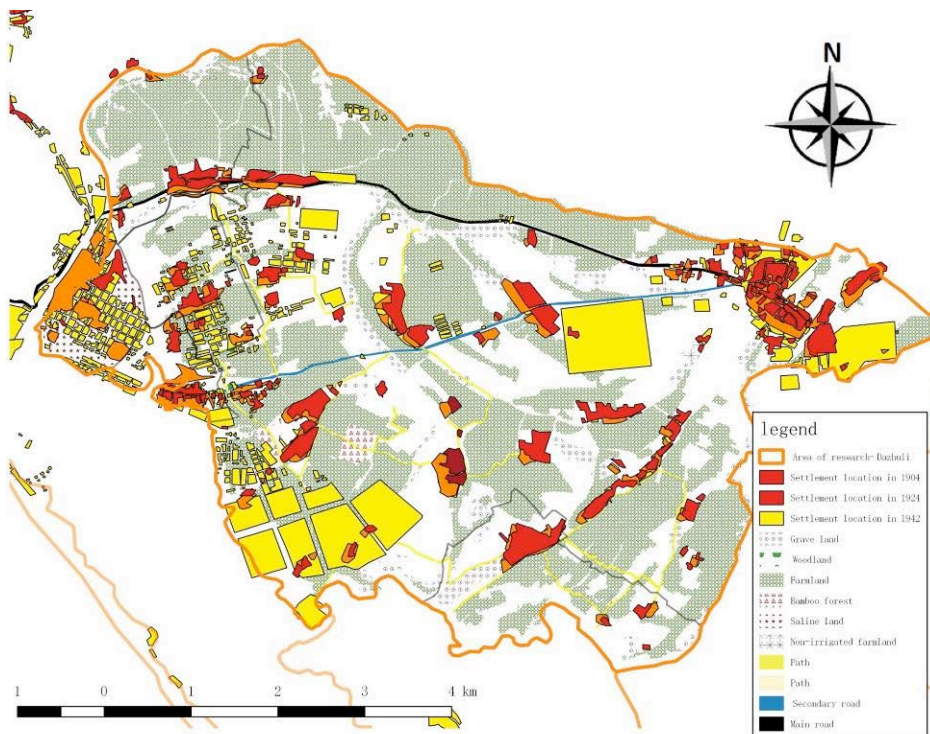 N
legend
Area of research-Dazhuli
Settlement location in 1904
Settlement location in 1924
Settlement location in 1942
Grave land
Woodland
Farmland
Bamboo forest
Saline land
Non-irrigated farmland
Path
Path
Secondary road
Main road
1 0 1 2 3 4 km